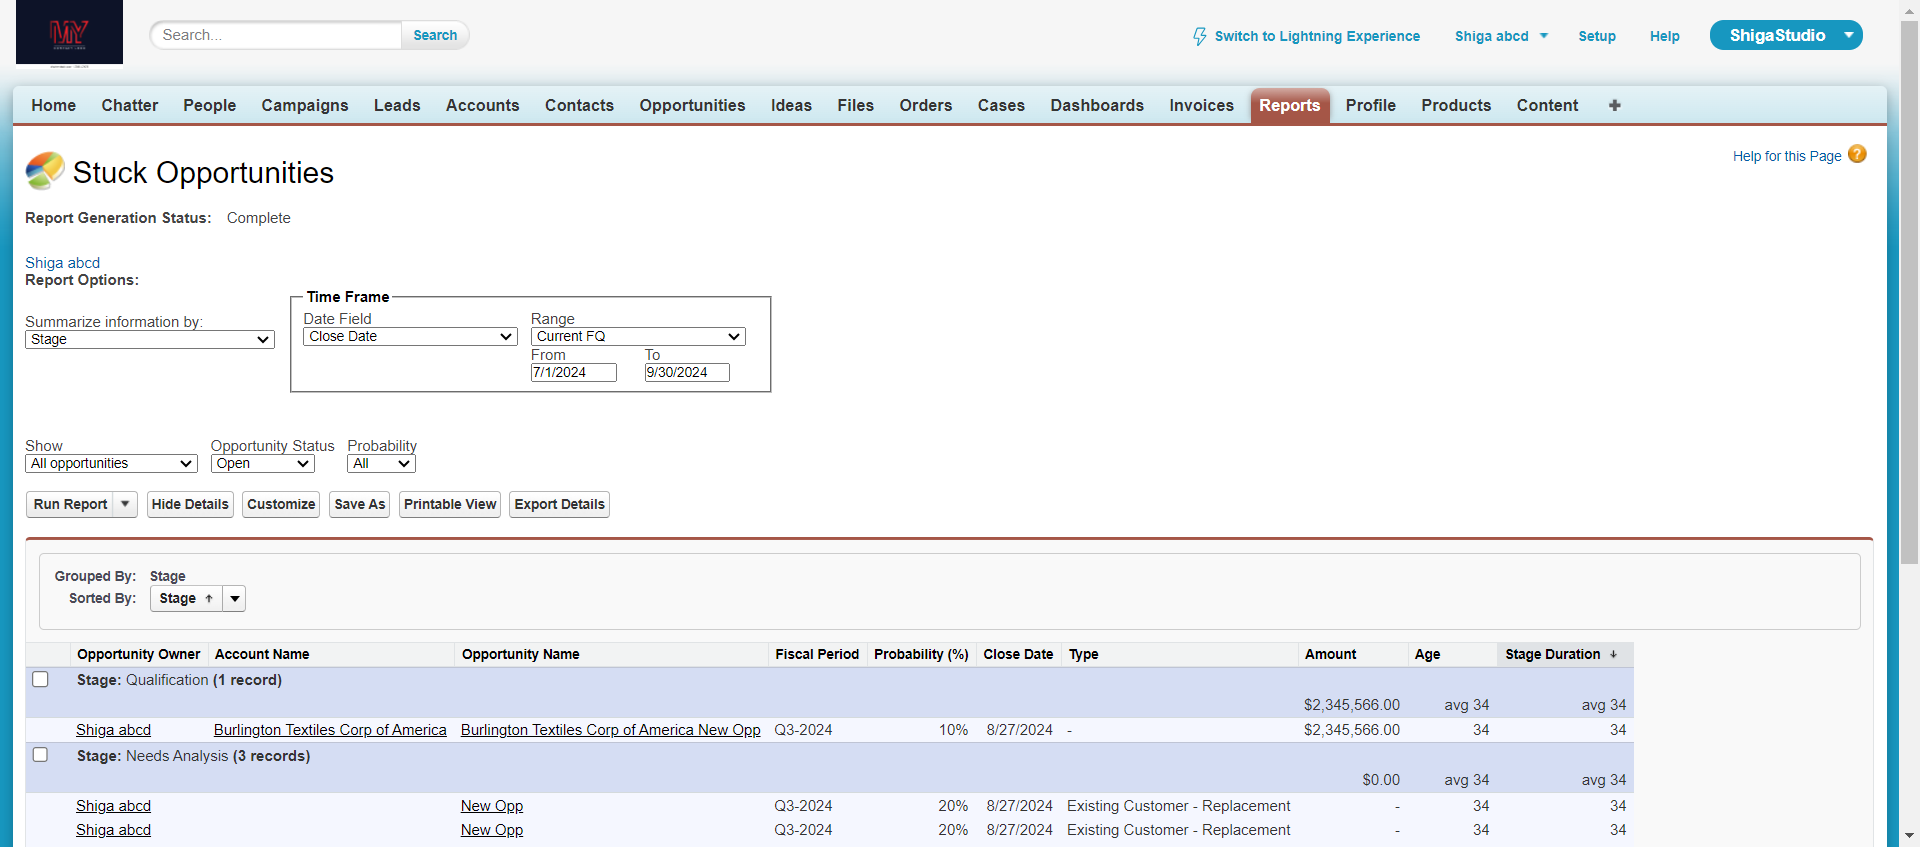 MY
Search...
Search
Switch to Lightning Experience
Shiga abcd
Setup
Help
ShigaStudio
Home Chatter People Campaigns Leads Accounts Contacts Opportunities Ideas Files Orders Cases Dashboards Invoices Reports Profile Products Content +
Stuck Opportunities
Help for this Page ?
Report Generation Status: Complete
Shiga abcd
Report Options:
Summarize information by:
Stage
Time Frame
Date Field
Close Date
Range
Current FQ
From To
7/1/2024 9/30/2024
Show Opportunity Status Probability
All opportunities Open All
Run Report Hide Details Customize Save As Printable View Export Details
Grouped By: Stage
Sorted By: Stage ↑
Opportunity Owner Account Name Opportunity Name Fiscal Period Probability (%) Close Date Type Amount Age Stage Duration ↓
Stage: Qualification (1 record)
$2,345,566.00 avg 34 avg 34
Shiga abcd Burlington Textiles Corp of America Burlington Textiles Corp of America New Opp Q3-2024 10% 8/27/2024 - $2,345,566.00 34 34
Stage: Needs Analysis (3 records)
$0.00 avg 34 avg 34
Shiga abcd New Opp Q3-2024 20% 8/27/2024 Existing Customer - Replacement - 34 34
Shiga abcd New Opp Q3-2024 20% 8/27/2024 Existing Customer - Replacement - 34 34